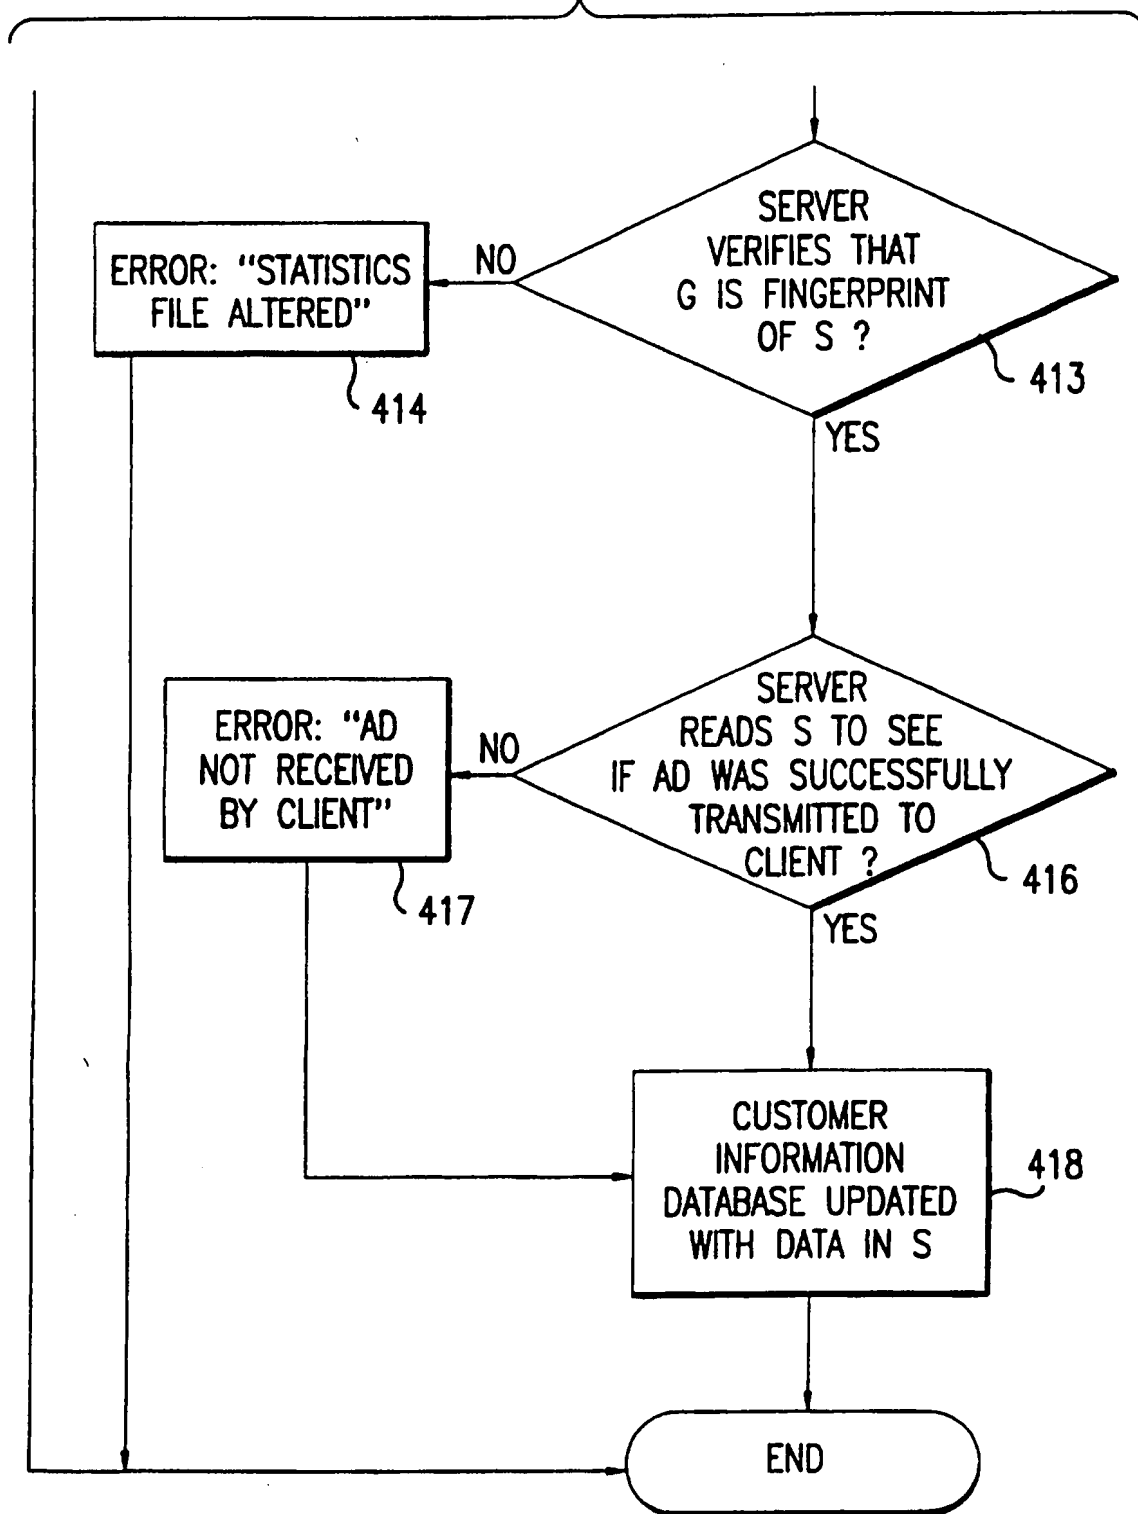 SERVER
VERIFIES THAT
G IS FINGERPRINT
OF S ?
413
NO
ERROR: "STATISTICS
FILE ALTERED"
414
YES
SERVER
READS S TO SEE
IF AD WAS SUCCESSFULLY
TRANSMITTED TO
CLIENT ?
416
NO
ERROR: "AD
NOT RECEIVED
BY CLIENT"
417
YES
CUSTOMER
INFORMATION
DATABASE UPDATED
WITH DATA IN S
418
END